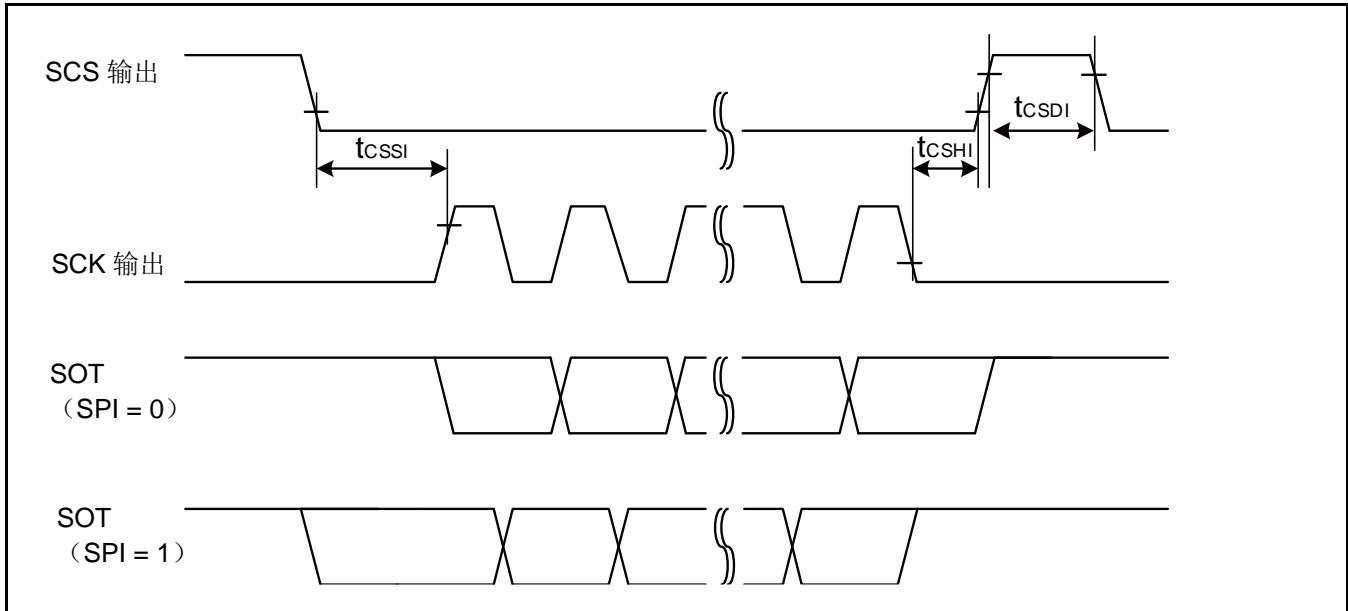 SCS 输出
tCSDI
tCSSI
tCSHI
SCK 输出
SOT
（SPI = 0）
SOT
（SPI = 1）